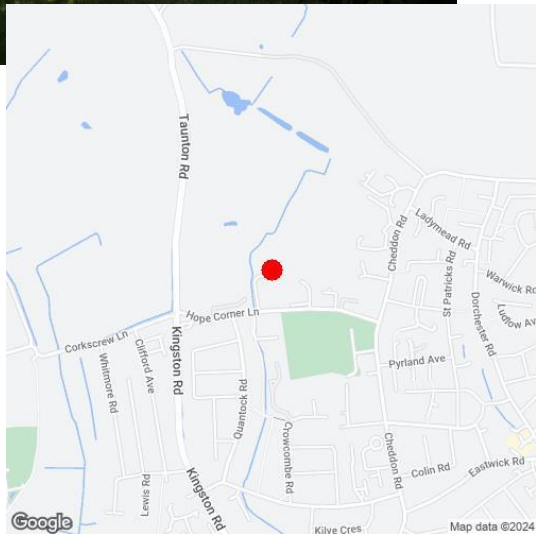 Taunton Rd
Ladymead Rd
Cheddon Rd
St Patricks Rd
Warwick Rd
Dorchester Rd
Ludlow Av
Hope Corner Ln
Corkscrew Ln
Kingston Rd
Clifford Ave
Whitmore Rd
Pyrland Ave
Quantock Rd
Crowcombe Rd
Cheddon Rd
Colin Rd
Eastwick Rd
Lewis Rd
Kingston Rd
Kilve Cres
Google
Map data ©2024